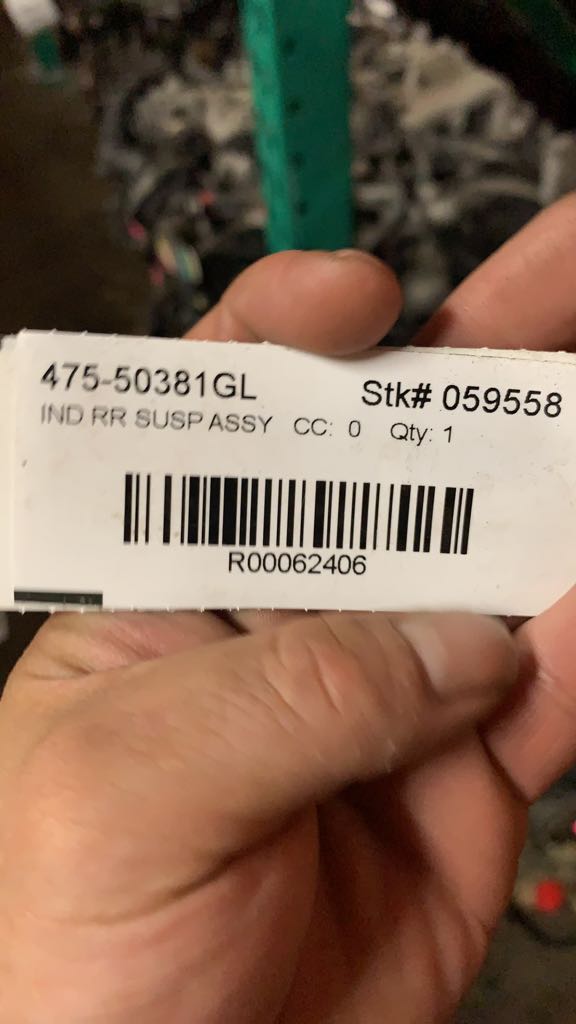 475-50381GL Stk# 059558
IND RR SUSP ASSY CC: 0 Qty: 1
R00062406